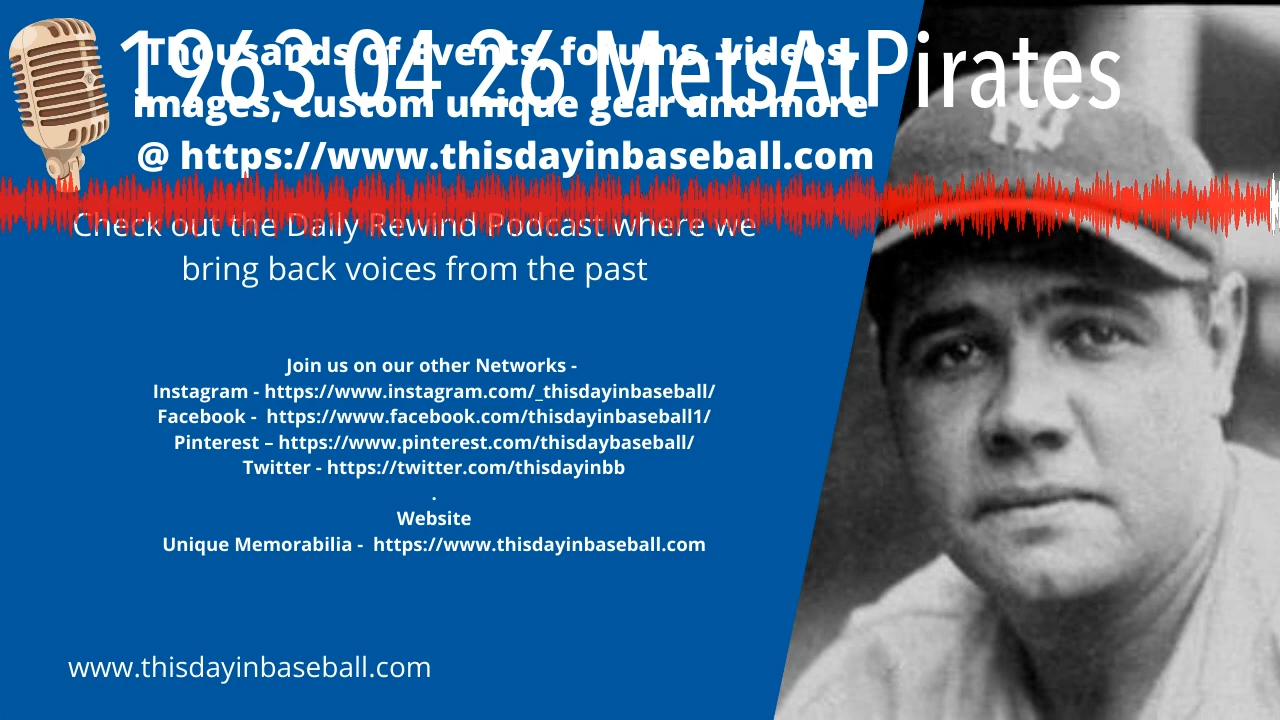 1963 04 26 MetsAtPirates
Thousands of Events, forums, videos,
images, custom unique gear and more
@ https://www.thisdayinbaseball.com
Check out the Daily Rewind Podcast where we
bring back voices from the past
Join us on our other Networks -
Instagram - https://www.instagram.com/_thisdayinbaseball/
Facebook -  https://www.facebook.com/thisdayinbaseball1/
Pinterest – https://www.pinterest.com/thisdaybaseball/
Twitter - https://twitter.com/thisdayinbb
.
Website
Unique Memorabilia -  https://www.thisdayinbaseball.com
www.thisdayinbaseball.com
NY